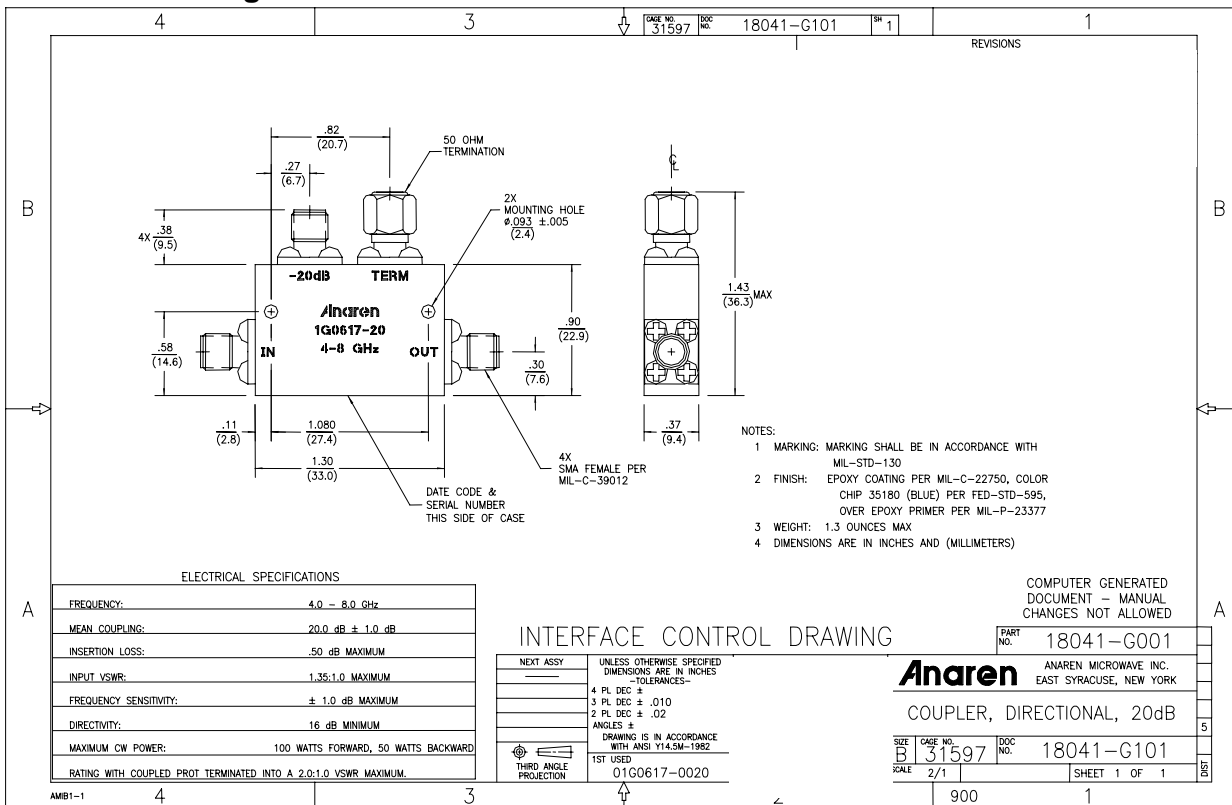 4
3
CAGE NO. 31597
DOC NO. 18041-G101
SH 1
1
REVISIONS
B
B
.82
(20.7)
50 OHM
TERMINATION
.27
(6.7)
2X
MOUNTING HOLE
ø.093 ±.005
(2.4)
4X .38
(9.5)
-20dB
TERM
Anaren
1G0617-20
4-8 GHz
IN
OUT
.58
(14.6)
.90
(22.9)
.30
(7.6)
.11
(2.8)
1.080
(27.4)
1.30
(33.0)
4X
SMA FEMALE PER
MIL-C-39012
DATE CODE &
SERIAL NUMBER
THIS SIDE OF CASE
℄
1.43 MAX
(36.3)
.37
(9.4)
NOTES:
1 MARKING: MARKING SHALL BE IN ACCORDANCE WITH
MIL-STD-130
2 FINISH: EPOXY COATING PER MIL-C-22750, COLOR
CHIP 35180 (BLUE) PER FED-STD-595,
OVER EPOXY PRIMER PER MIL-P-23377
3 WEIGHT: 1.3 OUNCES MAX
4 DIMENSIONS ARE IN INCHES AND (MILLIMETERS)
ELECTRICAL SPECIFICATIONS
FREQUENCY: 4.0 - 8.0 GHz
MEAN COUPLING: 20.0 dB ± 1.0 dB
INSERTION LOSS: .50 dB MAXIMUM
INPUT VSWR: 1.35:1.0 MAXIMUM
FREQUENCY SENSITIVITY: ± 1.0 dB MAXIMUM
DIRECTIVITY: 16 dB MINIMUM
MAXIMUM CW POWER: 100 WATTS FORWARD, 50 WATTS BACKWARD
RATING WITH COUPLED PROT TERMINATED INTO A 2.0:1.0 VSWR MAXIMUM.
A
A
COMPUTER GENERATED
DOCUMENT - MANUAL
CHANGES NOT ALLOWED
INTERFACE CONTROL DRAWING
PART NO. 18041-G001
NEXT ASSY
UNLESS OTHERWISE SPECIFIED
DIMENSIONS ARE IN INCHES
-TOLERANCES-
4 PL DEC ±
3 PL DEC ± .010
2 PL DEC ± .02
ANGLES ±
DRAWING IS IN ACCORDANCE
WITH ANSI Y14.5M-1982
THIRD ANGLE
PROJECTION
1ST USED
01G0617-0020
Anaren
ANAREN MICROWAVE INC.
EAST SYRACUSE, NEW YORK
COUPLER, DIRECTIONAL, 20dB
SIZE B
CAGE NO. 31597
DOC NO. 18041-G101
SCALE 2/1
SHEET 1 OF 1
5
DIST
AMIB1-1
4
3
900
1